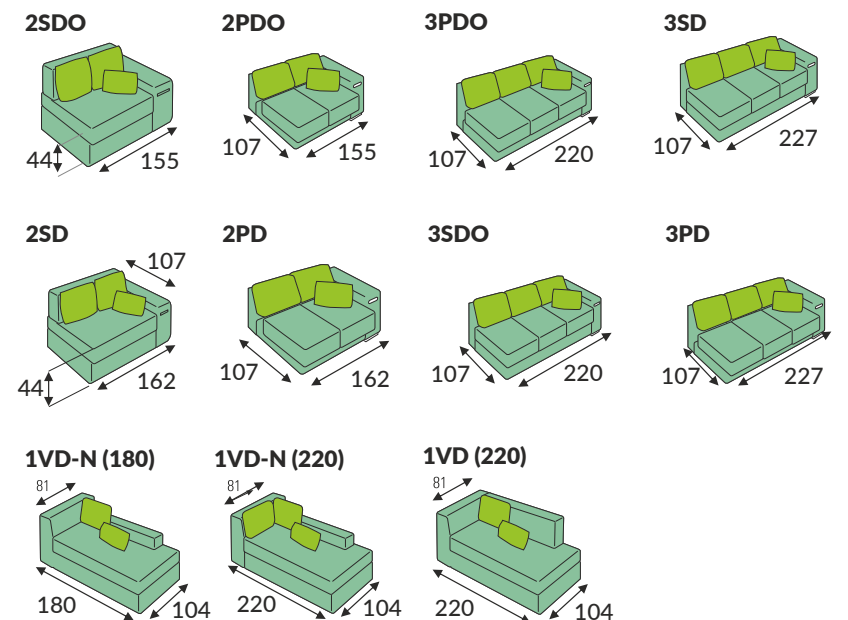 2SDO 2PDO 3PDO 3SD
44 155 107 155 107 220 107 227
2SD 2PD 3SDO 3PD
107
44 162 107 162 107 220 107 227
1VD-N (180) 1VD-N (220) 1VD (220)
81 81 81
180 104 220 104 220 104